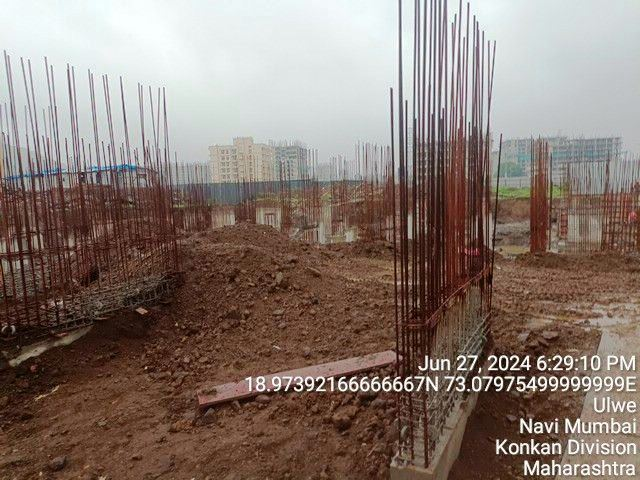 Jun 27, 2024 6:29:10 PM
18.97392166666667N 73.07975499999999E
Ulwe
Navi Mumbai
Konkan Division
Maharashtra